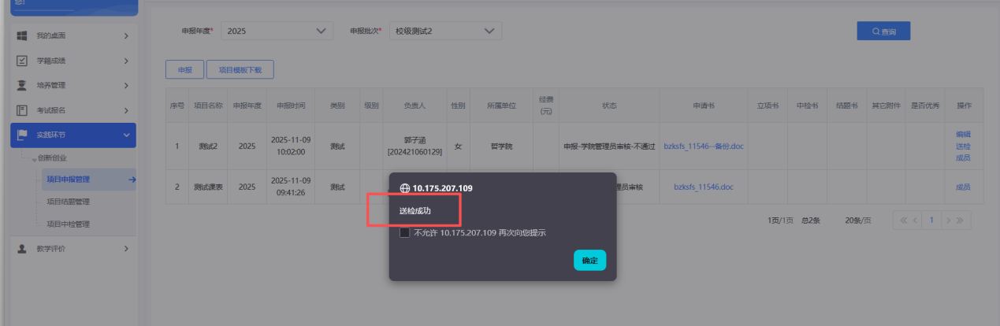 您!
我的桌面
学籍成绩
培养管理
考试报名
实践环节
创新创业
项目申报管理
项目结题管理
项目中检管理
教学评价
申报年度* 2025 申报批次* 校级测试2 查询
申报 项目模板下载
序号 项目名称 申报年度 申报时间 类别 级别 负责人 性别 所属单位 经费(元) 状态 申请书 立项书 中检书 结题书 其它附件 是否优秀 操作
1 测试2 2025 2025-11-09 10:02:00 测试 郭子涵[202421060129] 女 哲学院 申报-学院管理员审核-不通过 bzksfs_11546--备份.doc 编辑 送检 成员
2 测试课表 2025 2025-11-09 09:41:26 测试 理员审核 bzksfs_11546.doc 成员
1页/1页 总2条 20条/页 1
10.175.207.109
送检成功
不允许 10.175.207.109 再次向您提示
确定